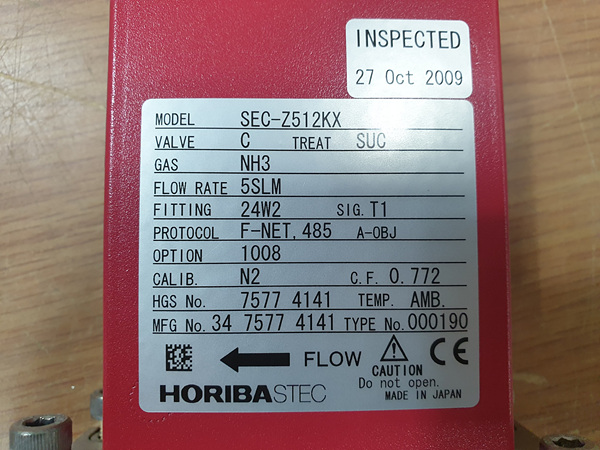 INSPECTED
27 Oct 2009
MODEL SEC-Z512KX
VALVE C TREAT SUC
GAS NH3
FLOW RATE 5SLM
FITTING 24W2 SIG. T1
PROTOCOL F-NET, 485 A-OBJ
OPTION 1008
CALIB. N2 C.F. 0.772
HGS No. 7577 4141 TEMP. AMB.
MFG No. 34 7577 4141 TYPE No. 000190
FLOW CE
CAUTION
Do not open.
HORIBASTEC MADE IN JAPAN